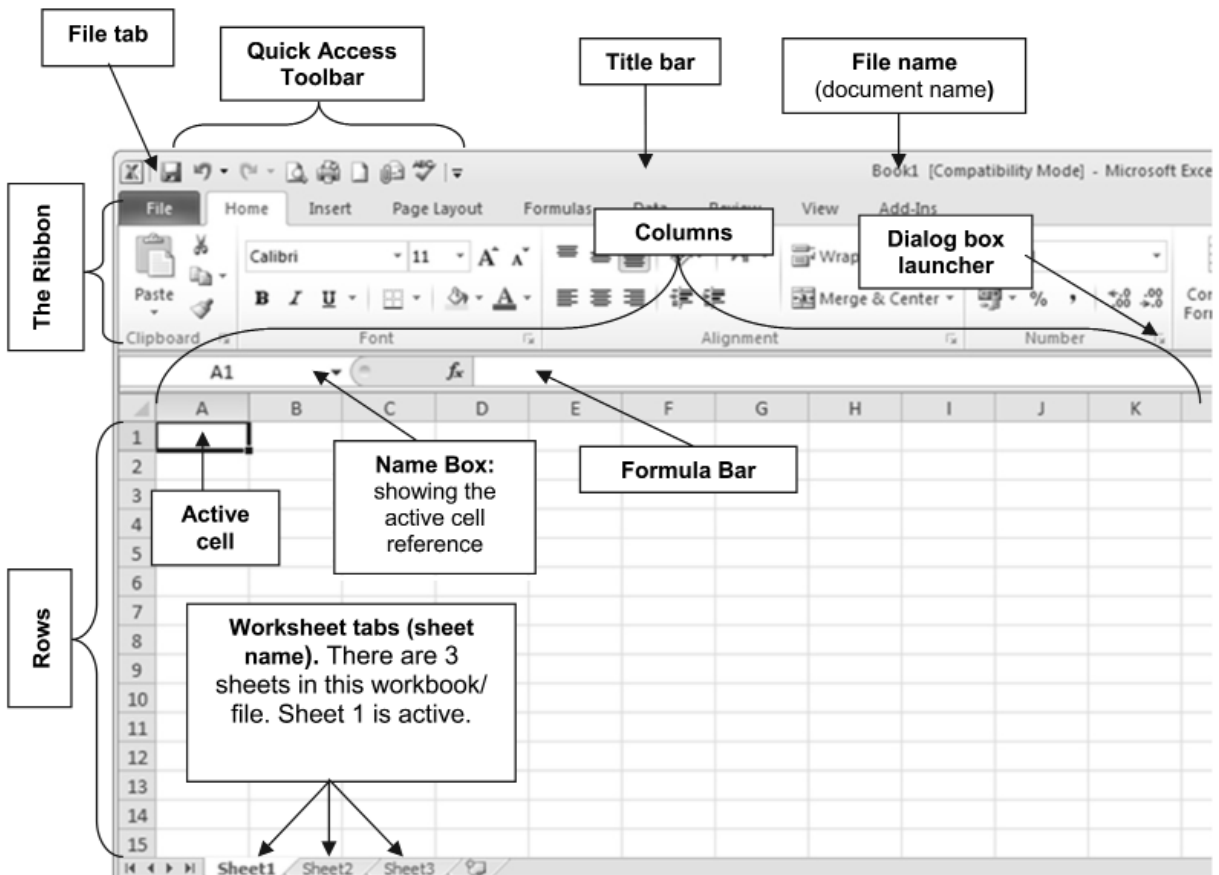 File tab
Quick Access
Toolbar
Title bar
File name
(document name)
Book1 [Compatibility Mode] - Microsoft Exce
The Ribbon
File Home Insert Page Layout Formulas Data Review View Add-Ins
Columns
Dialog box
launcher
Calibri 11 A A
Wrap
Paste
B I U A
Merge & Center
% ,
Con
Form
Clipboard Font Alignment Number
A1 fx
A B C D E F G H I J K
1
2
3
4
5
6
7
8
9
10
11
12
13
14
15
Active
cell
Name Box:
showing the
active cell
reference
Formula Bar
Rows
Worksheet tabs (sheet
name). There are 3
sheets in this workbook/
file. Sheet 1 is active.
Sheet1 Sheet2 Sheet3